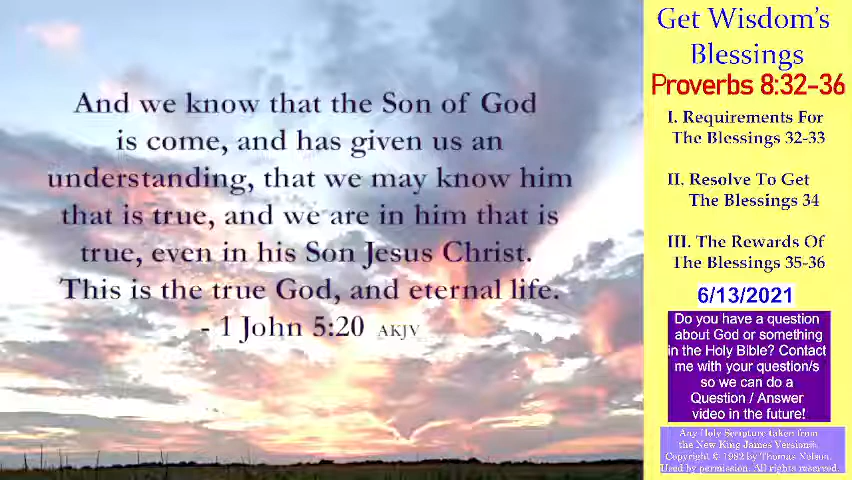 And we know that the Son of God
is come, and has given us an
understanding, that we may know him
that is true, and we are in him that is
true, even in his Son Jesus Christ.
This is the true God, and eternal life.
- 1 John 5:20 AKJV
Get Wisdom's
Blessings
Proverbs 8:32-36
I. Requirements For
The Blessings 32-33
II. Resolve To Get
The Blessings 34
III. The Rewards Of
The Blessings 35-36
6/13/2021
Do you have a question
about God or something
in the Holy Bible? Contact
me with your question/s
so we can do a
Question / Answer
video in the future!
Any Holy Scripture taken from
the New King James Version®.
Copyright © 1982 by Thomas Nelson.
Used by permission. All rights reserved.